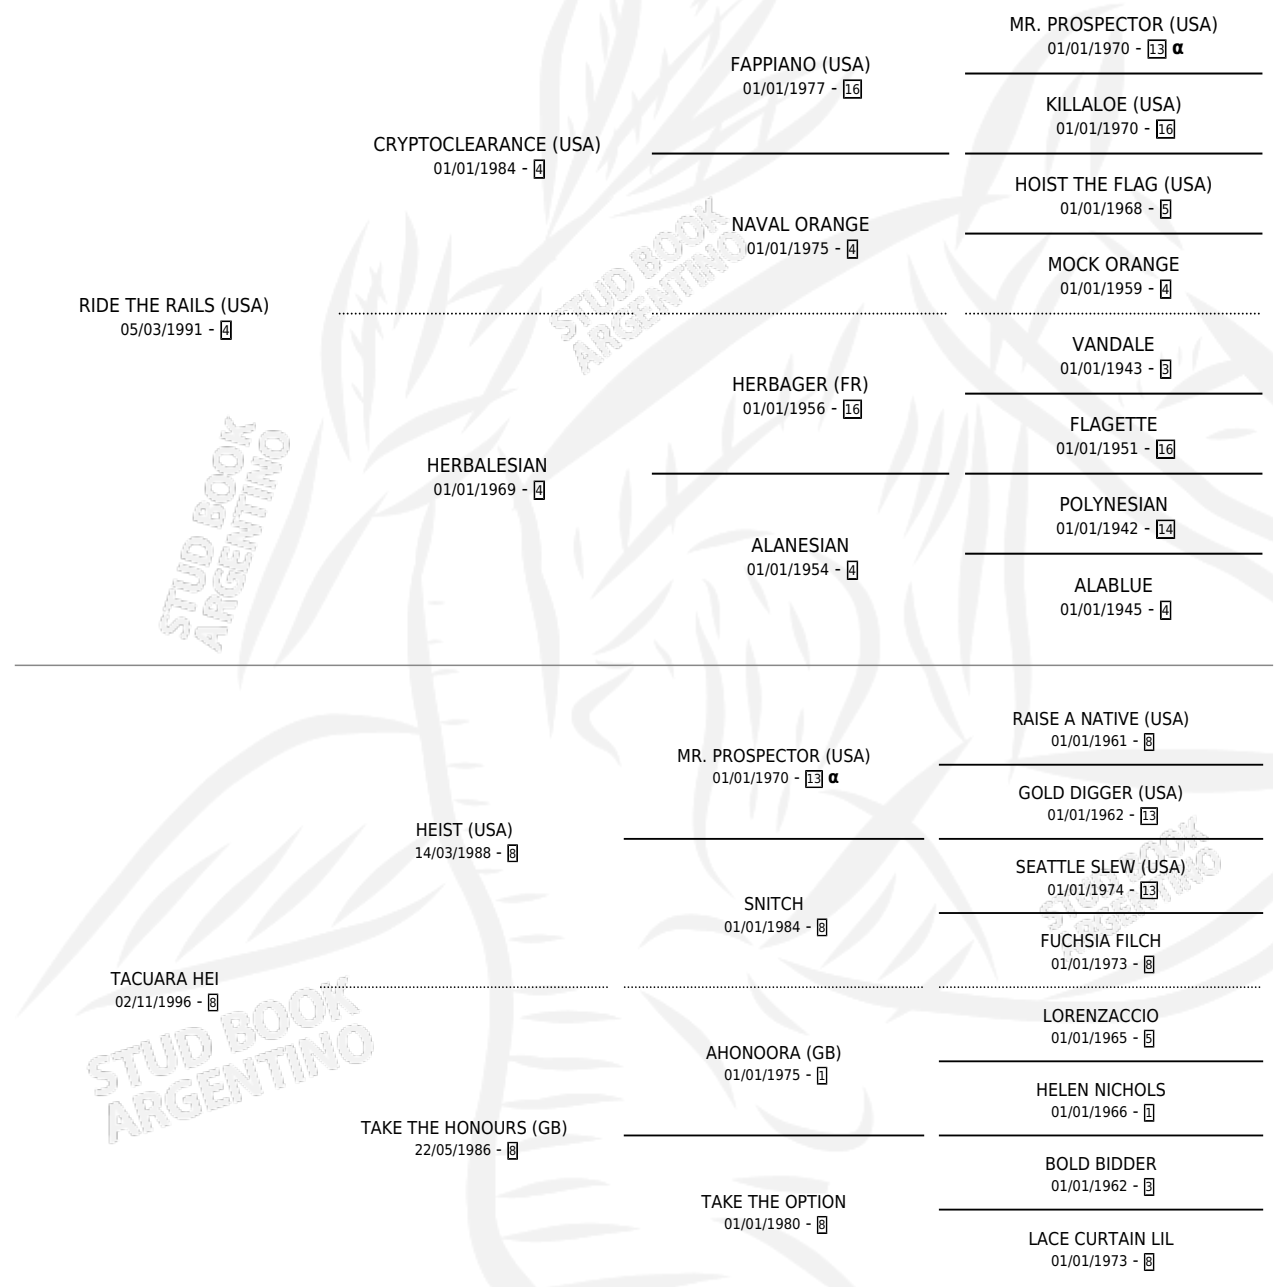 MR. PROSPECTOR (USA)
01/01/1970 - 13 α
FAPPIANO (USA)
01/01/1977 - 16
KILLALOE (USA)
01/01/1970 - 16
CRYPTOCLEARANCE (USA)
01/01/1984 - 4
HOIST THE FLAG (USA)
01/01/1968 - 5
NAVAL ORANGE
01/01/1975 - 4
MOCK ORANGE
01/01/1959 - 4
STUD BOOK
ARGENTINO
RIDE THE RAILS (USA)
05/03/1991 - 4
VANDALE
01/01/1943 - 3
HERBAGER (FR)
01/01/1956 - 16
FLAGETTE
01/01/1951 - 16
HERBALESIAN
01/01/1969 - 4
POLYNESIAN
01/01/1942 - 14
ALANESIAN
01/01/1954 - 4
ALABLUE
01/01/1945 - 4
STUD BOOK
ARGENTINO
RAISE A NATIVE (USA)
01/01/1961 - 8
MR. PROSPECTOR (USA)
01/01/1970 - 13 α
GOLD DIGGER (USA)
01/01/1962 - 13
HEIST (USA)
14/03/1988 - 8
SEATTLE SLEW (USA)
01/01/1974 - 13
SNITCH
01/01/1984 - 8
FUCHSIA FILCH
01/01/1973 - 8
STUD BOOK
ARGENTINO
TACUARA HEI
02/11/1996 - 8
LORENZACCIO
01/01/1965 - 5
AHONOORA (GB)
01/01/1975 - 1
HELEN NICHOLS
01/01/1966 - 1
TAKE THE HONOURS (GB)
22/05/1986 - 8
BOLD BIDDER
01/01/1962 - 3
TAKE THE OPTION
01/01/1980 - 8
LACE CURTAIN LIL
01/01/1973 - 8
STUD BOOK
ARGENTINO